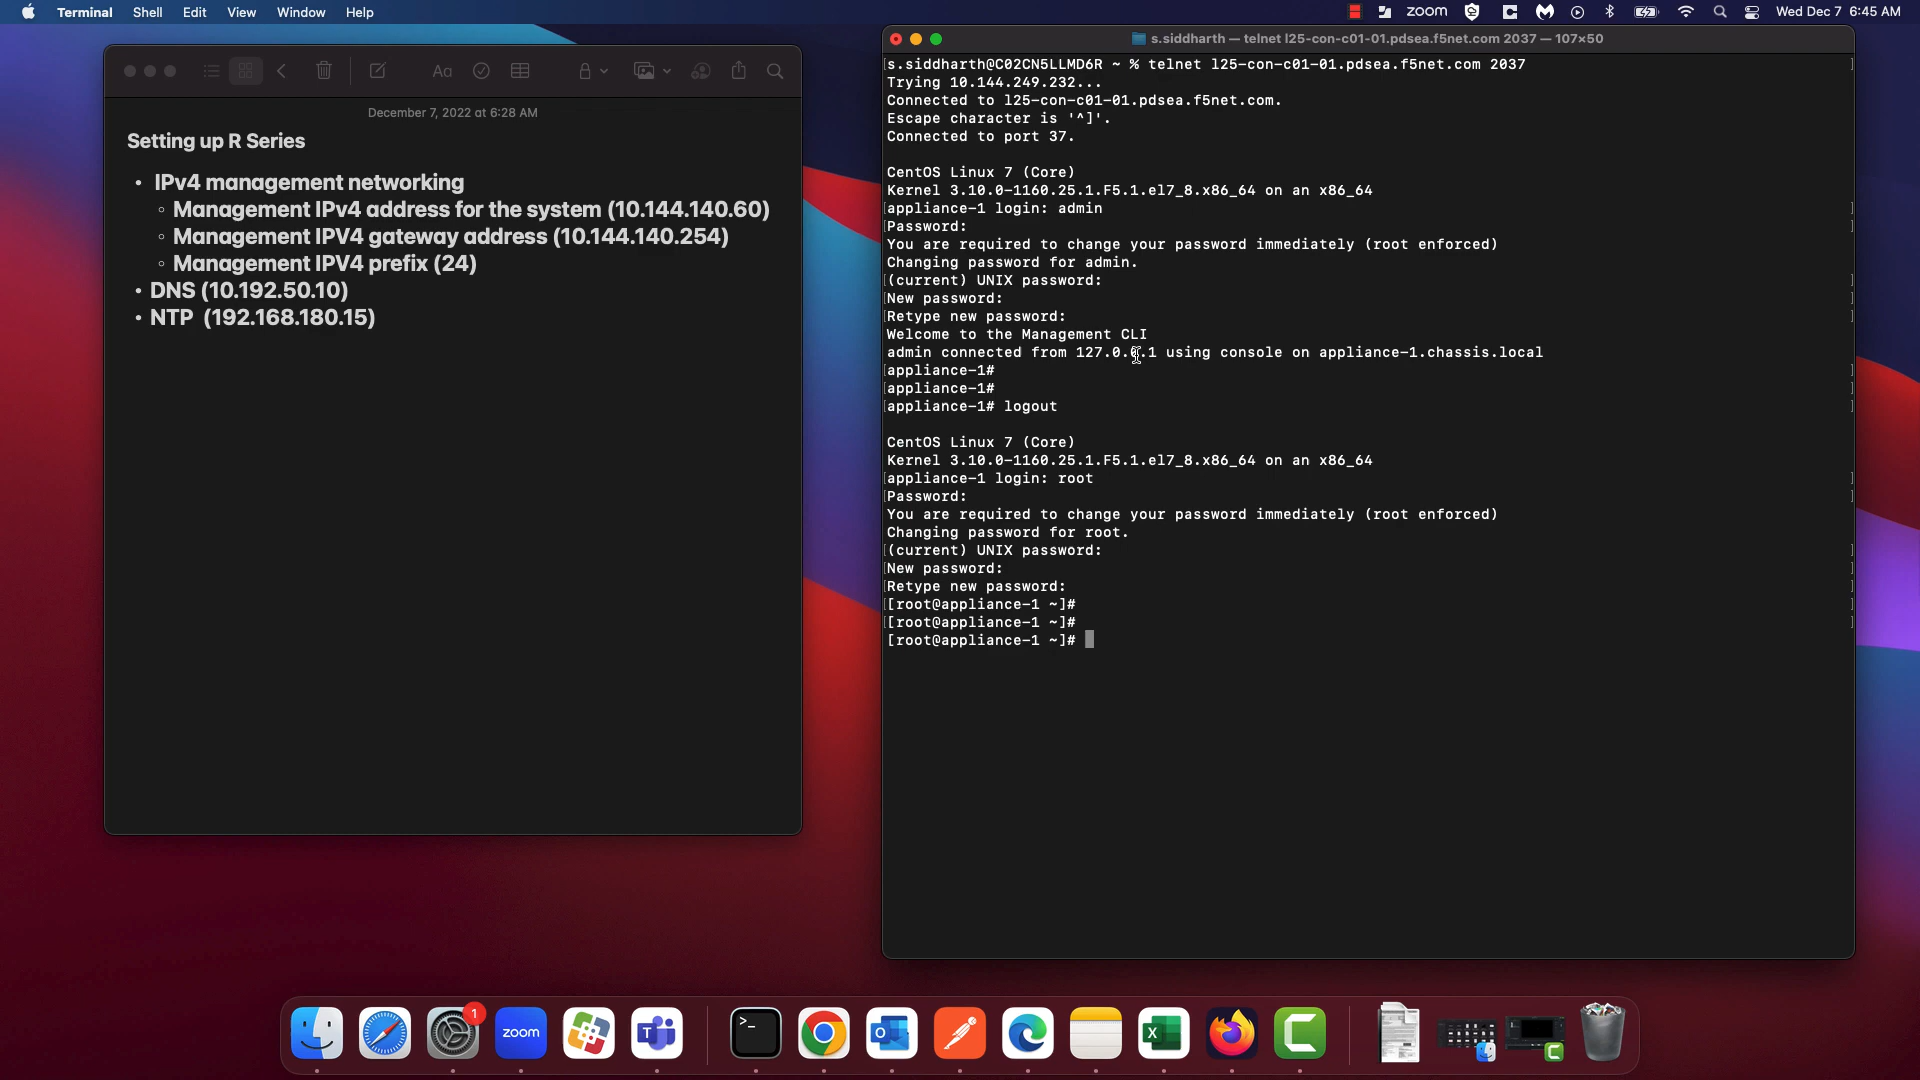 Terminal Shell Edit View Window Help
zoom
Wed Dec 7 6:45 AM
Aa
December 7, 2022 at 6:28 AM
Setting up R Series
• IPv4 management networking
◦ Management IPv4 address for the system (10.144.140.60)
◦ Management IPV4 gateway address (10.144.140.254)
◦ Management IPV4 prefix (24)
• DNS (10.192.50.10)
• NTP (192.168.180.15)
s.siddharth — telnet l25-con-c01-01.pdsea.f5net.com 2037 — 107×50
[s.siddharth@C02CN5LLMD6R ~ % telnet l25-con-c01-01.pdsea.f5net.com 2037 ]
Trying 10.144.249.232...
Connected to l25-con-c01-01.pdsea.f5net.com.
Escape character is '^]'.
Connected to port 37.
CentOS Linux 7 (Core)
Kernel 3.10.0-1160.25.1.F5.1.el7_8.x86_64 on an x86_64
[appliance-1 login: admin ]
[Password: ]
You are required to change your password immediately (root enforced)
Changing password for admin.
[(current) UNIX password: ]
[New password: ]
[Retype new password: ]
Welcome to the Management CLI
admin connected from 127.0.0.1 using console on appliance-1.chassis.local
[appliance-1# ]
[appliance-1# ]
[appliance-1# logout ]
CentOS Linux 7 (Core)
Kernel 3.10.0-1160.25.1.F5.1.el7_8.x86_64 on an x86_64
[appliance-1 login: root ]
[Password: ]
You are required to change your password immediately (root enforced)
Changing password for root.
[(current) UNIX password: ]
[New password: ]
[Retype new password: ]
[[root@appliance-1 ~]# ]
[[root@appliance-1 ~]# ]
[root@appliance-1 ~]#
1
zoom
T
>_
O
X
C